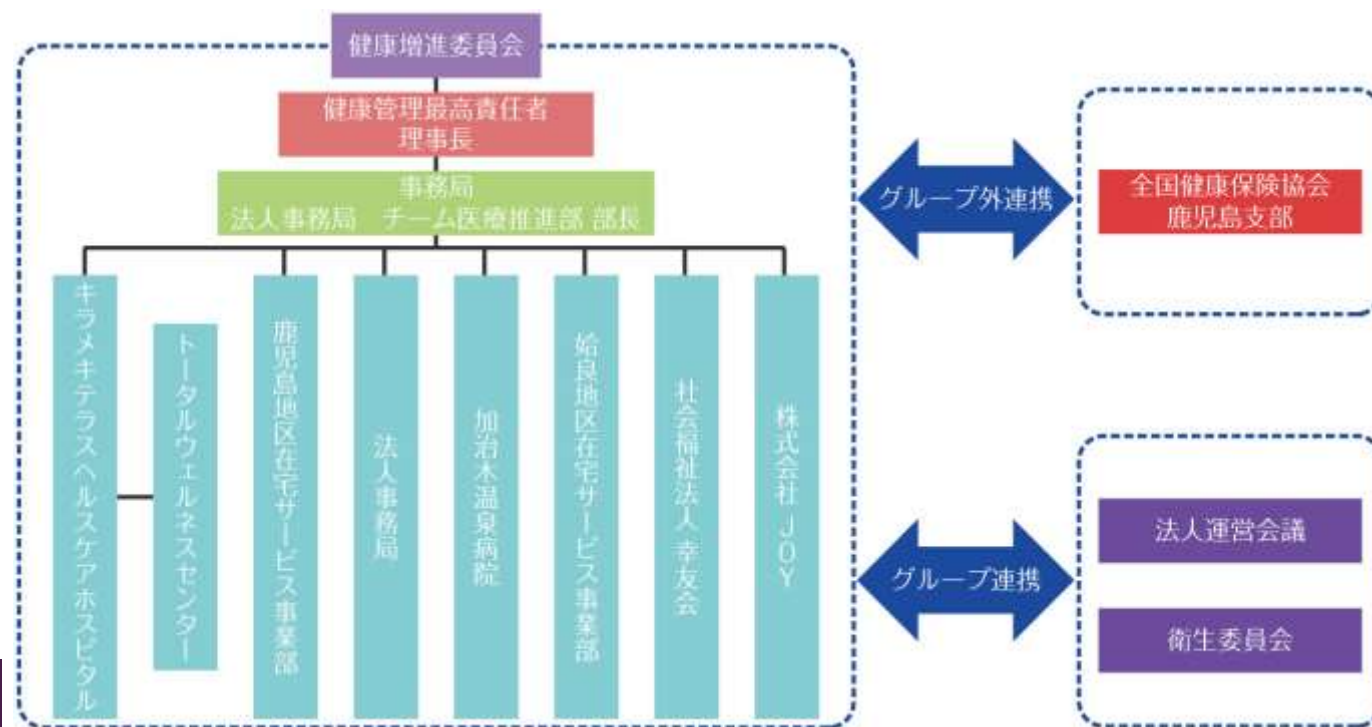 健康増進委員会
健康管理最高責任者
理事長
事務局
法人事務局　チーム医療推進部 部長
キラメキテラスヘルスケアホスピタル
トータルウェルネスセンター
鹿児島地区在宅サービス事業部
法人事務局
加治木温泉病院
姶良地区在宅サービス事業部
社会福祉法人 幸友会
株式会社 JOY
グループ外連携
全国健康保険協会
鹿児島支部
グループ連携
法人運営会議
衛生委員会